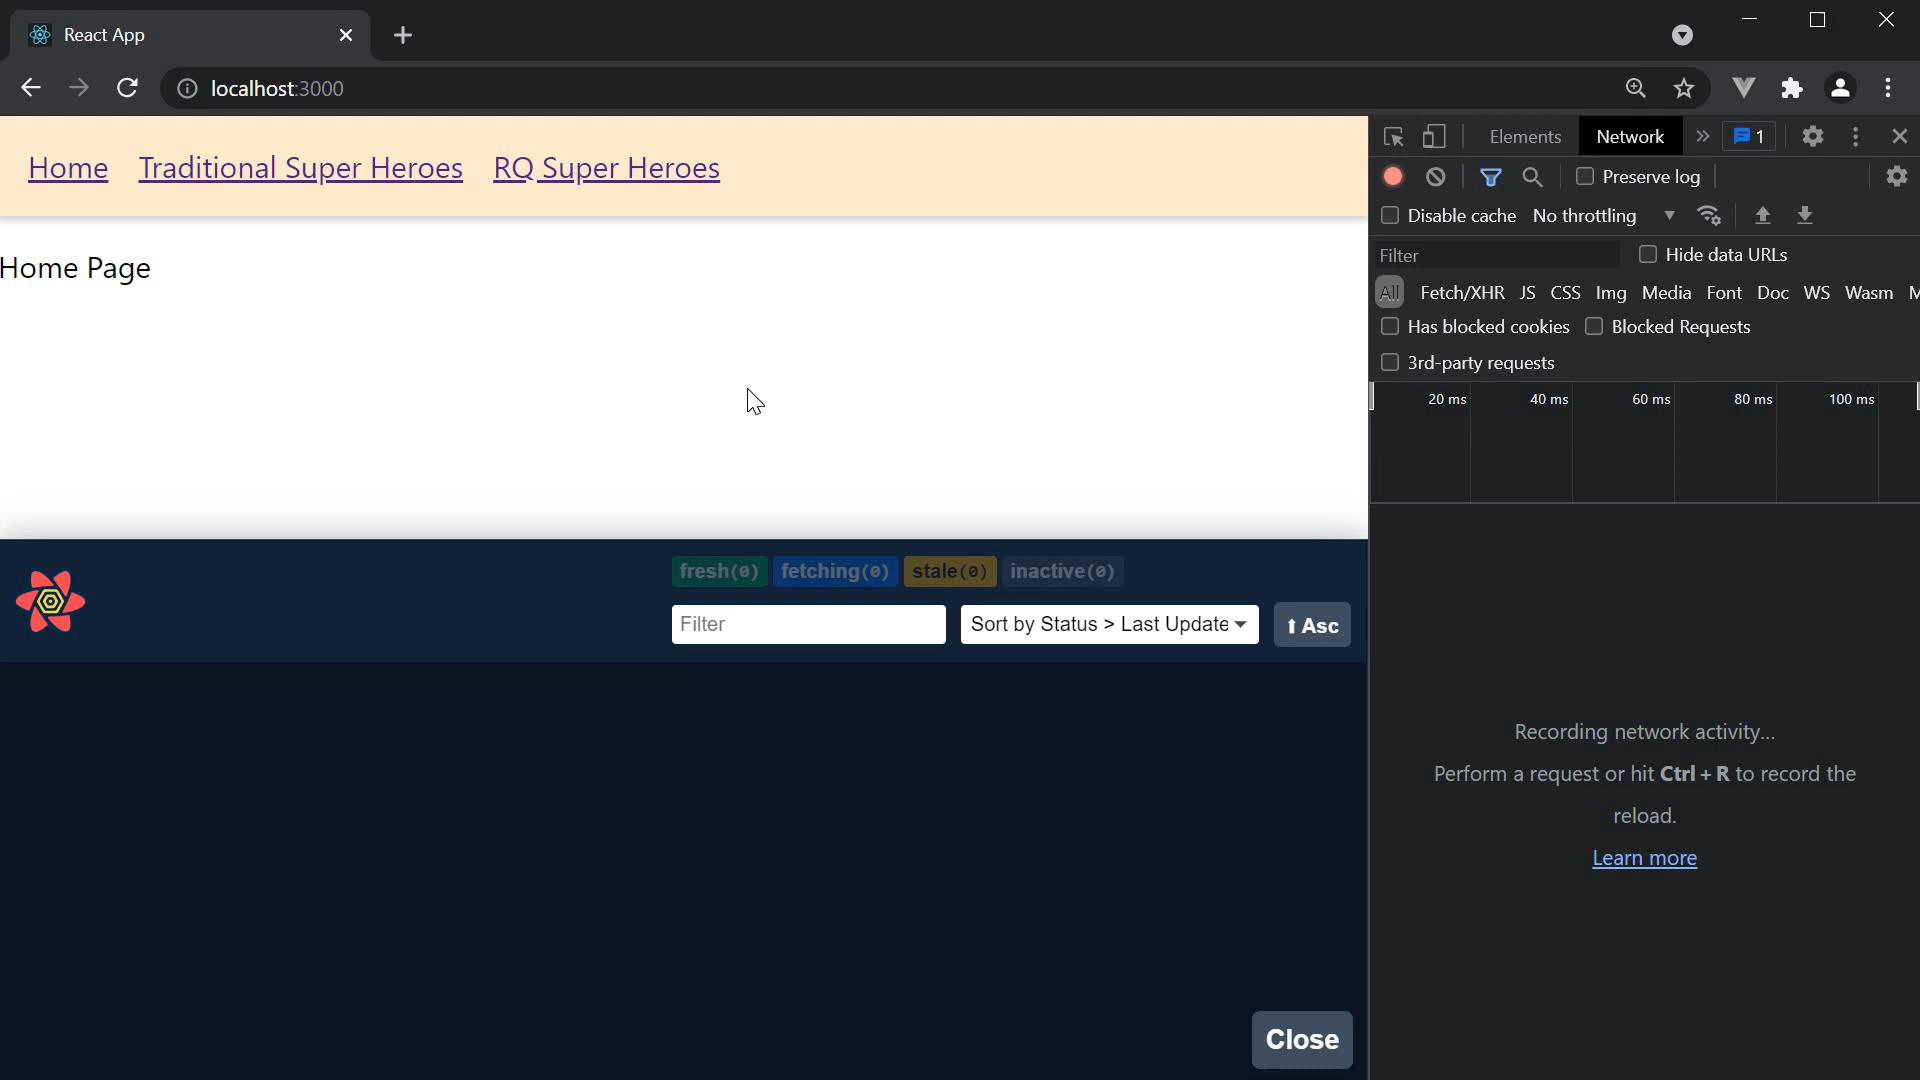 React App
localhost:3000
Home Traditional Super Heroes RQ Super Heroes
Home Page
fresh(0) fetching(0) stale(0) inactive(0)
Filter Sort by Status > Last Update ⬆ Asc
Close
Elements Network » 1
Preserve log
Disable cache No throttling
Filter Hide data URLs
All Fetch/XHR JS CSS Img Media Font Doc WS Wasm
Has blocked cookies Blocked Requests
3rd-party requests
20 ms 40 ms 60 ms 80 ms 100 ms
Recording network activity...
Perform a request or hit Ctrl + R to record the
reload.
Learn more